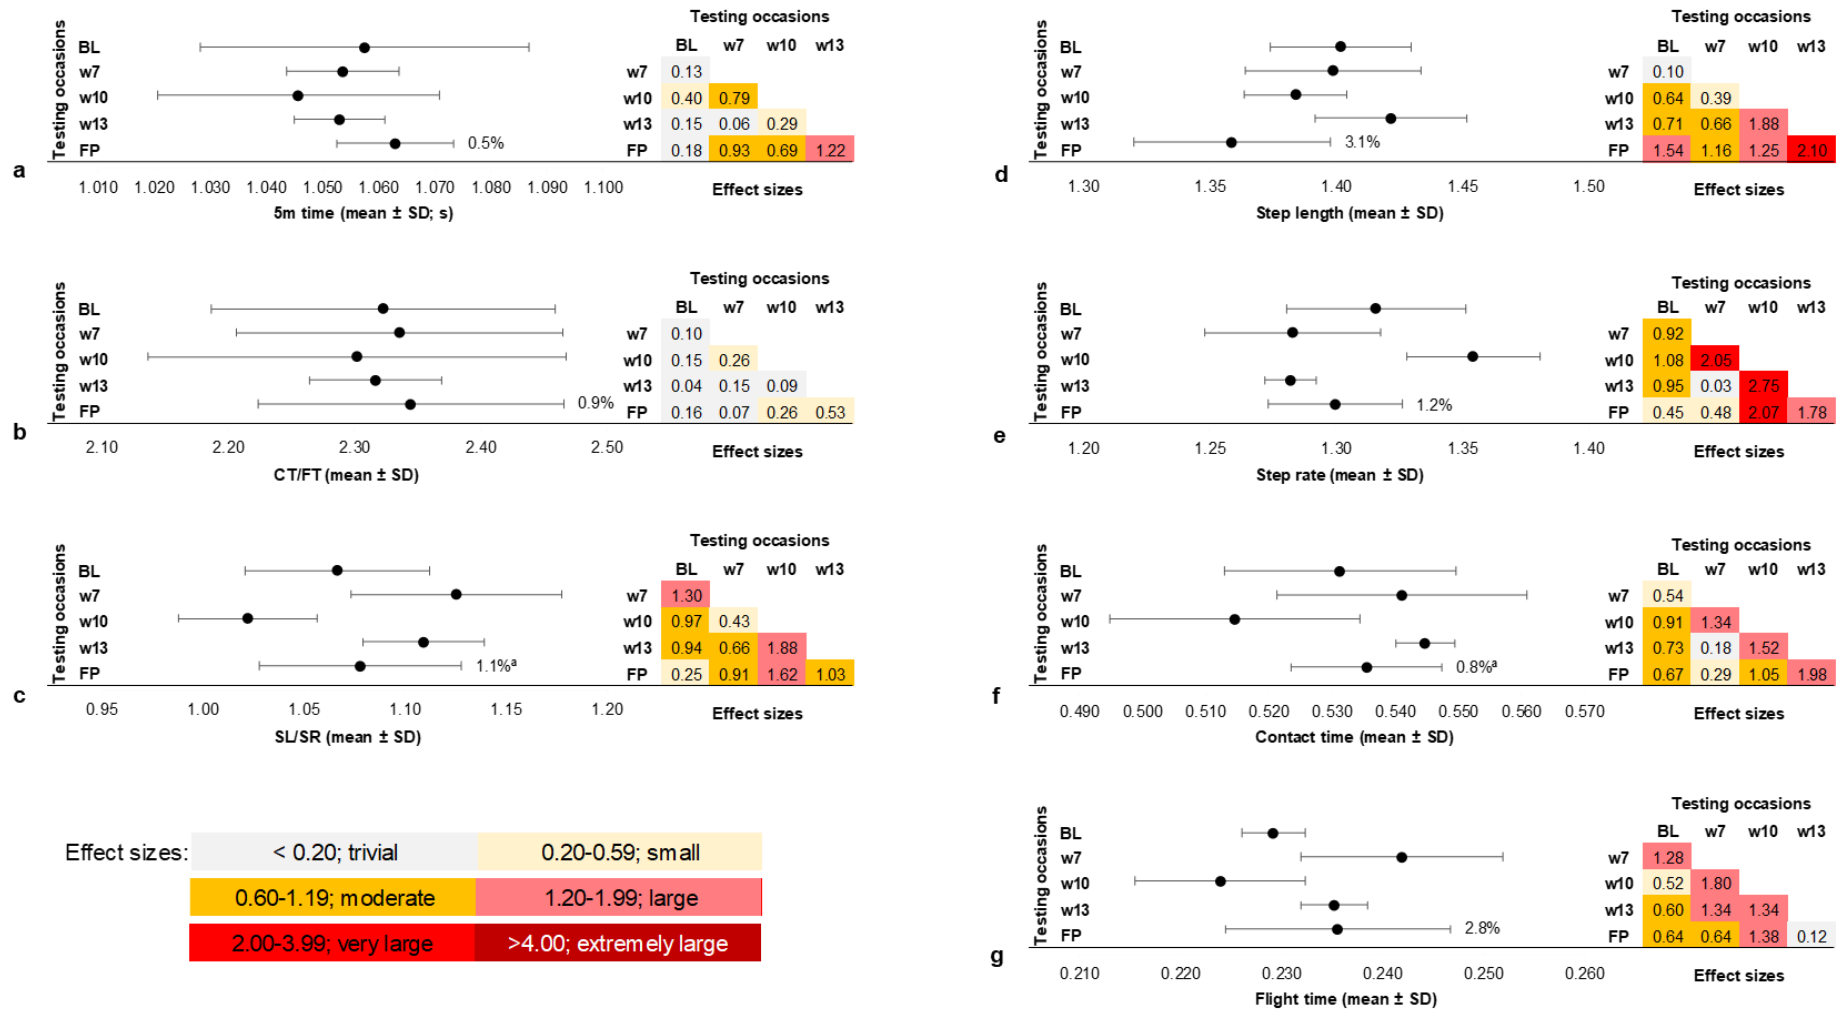 Testing occasions
BL w7 w10 w13
Testing occasions
BL
w7
w10
w13
FP
0.5%
w7 0.13
w10 0.40 0.79
w13 0.15 0.06 0.29
FP 0.18 0.93 0.69 1.22
a
1.010 1.020 1.030 1.040 1.050 1.060 1.070 1.080 1.090 1.100
Effect sizes
5m time (mean ± SD; s)
Testing occasions
BL w7 w10 w13
Testing occasions
BL
w7
w10
w13
FP
0.9%
w7 0.10
w10 0.15 0.26
w13 0.04 0.15 0.09
FP 0.16 0.07 0.26 0.53
b
2.10 2.20 2.30 2.40 2.50
Effect sizes
CT/FT (mean ± SD)
Testing occasions
BL w7 w10 w13
Testing occasions
BL
w7
w10
w13
FP
1.1%ª
w7 1.30
w10 0.97 0.43
w13 0.94 0.66 1.88
FP 0.25 0.91 1.62 1.03
c
0.95 1.00 1.05 1.10 1.15 1.20
Effect sizes
SL/SR (mean ± SD)
Effect sizes: < 0.20; trivial 0.20-0.59; small
0.60-1.19; moderate 1.20-1.99; large
2.00-3.99; very large >4.00; extremely large
Testing occasions
BL w7 w10 w13
Testing occasions
BL
w7
w10
w13
FP
3.1%
w7 0.10
w10 0.64 0.39
w13 0.71 0.66 1.88
FP 1.54 1.16 1.25 2.10
d
1.30 1.35 1.40 1.45 1.50
Effect sizes
Step length (mean ± SD)
Testing occasions
BL w7 w10 w13
Testing occasions
BL
w7
w10
w13
FP
1.2%
w7 0.92
w10 1.08 2.05
w13 0.95 0.03 2.75
FP 0.45 0.48 2.07 1.78
e
1.20 1.25 1.30 1.35 1.40
Effect sizes
Step rate (mean ± SD)
Testing occasions
BL w7 w10 w13
Testing occasions
BL
w7
w10
w13
FP
0.8%ª
w7 0.54
w10 0.91 1.34
w13 0.73 0.18 1.52
FP 0.67 0.29 1.05 1.98
f
0.490 0.500 0.510 0.520 0.530 0.540 0.550 0.560 0.570
Effect sizes
Contact time (mean ± SD)
Testing occasions
BL w7 w10 w13
Testing occasions
BL
w7
w10
w13
FP
2.8%
w7 1.28
w10 0.52 1.80
w13 0.60 1.34 1.34
FP 0.64 0.64 1.38 0.12
g
0.210 0.220 0.230 0.240 0.250 0.260
Effect sizes
Flight time (mean ± SD)